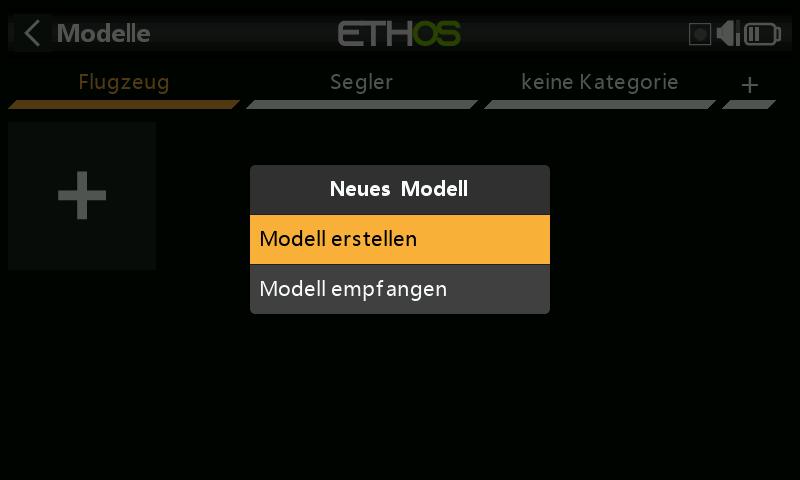 Modelle
ETHOS
Flugzeug
Segler
keine Kategorie
+
Neues Modell
Modell erstellen
Modell empfangen